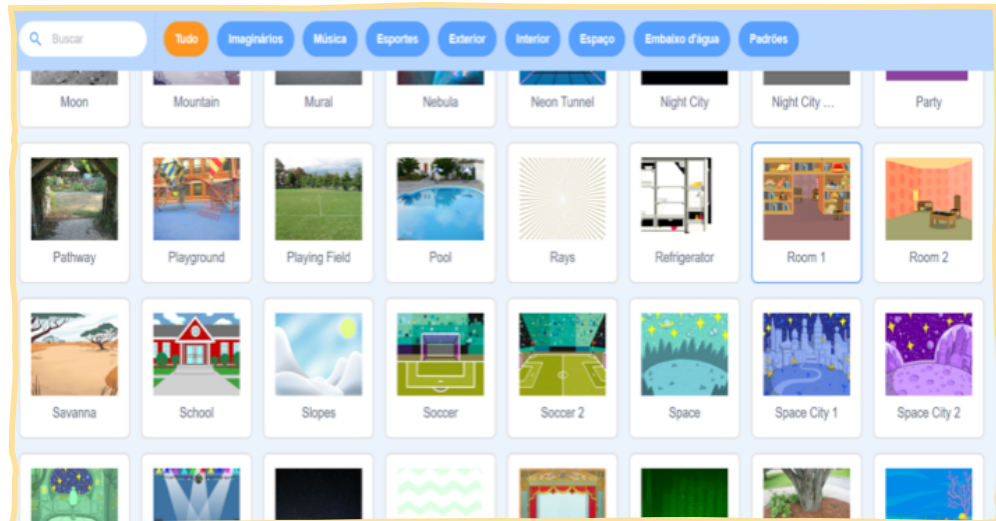 Buscar Tudo Imaginários Música Esportes Exterior Interior Espaço Embaixo d'água Padrões
Moon Mountain Mural Nebula Neon Tunnel Night City Night City ... Party
Pathway Playground Playing Field Pool Rays Refrigerator Room 1 Room 2
Savanna School Slopes Soccer Soccer 2 Space Space City 1 Space City 2